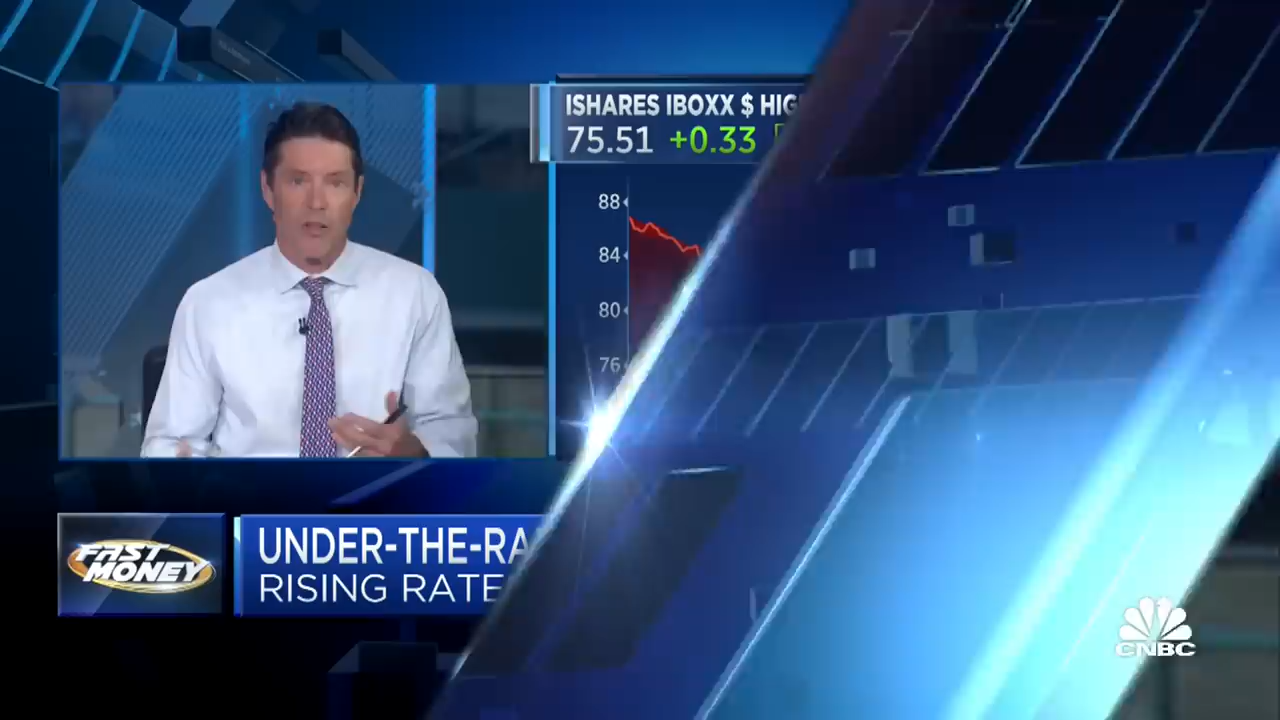 ISHARES IBOXX $ HIG
75.51 +0.33
88
84
80
76
FAST
MONEY
UNDER-THE-RA
RISING RATE
CNBC